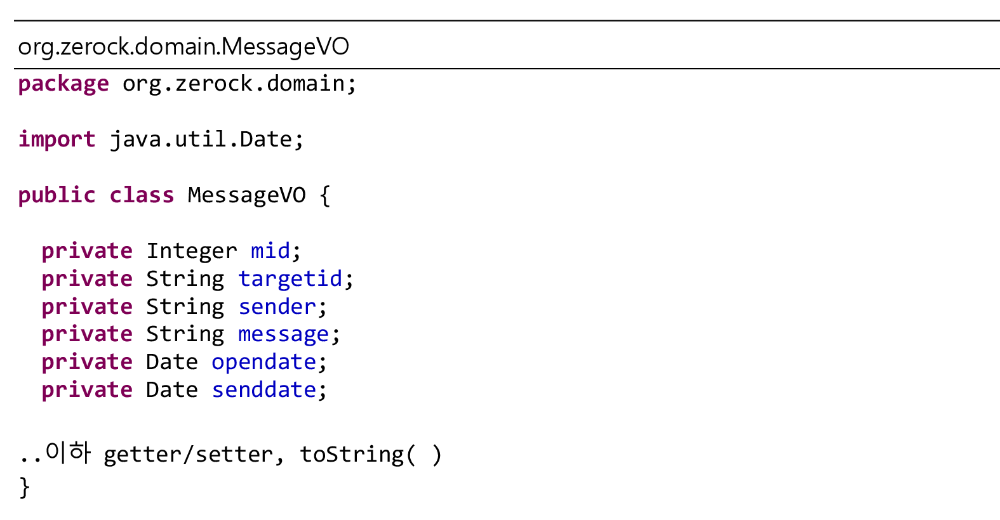 org.zerock.domain.MessageVO
package org.zerock.domain;
import java.util.Date;
public class MessageVO {
private Integer mid;
private String targetid;
private String sender;
private String message;
private Date opendate;
private Date senddate;
..이하 getter/setter, toString( )
}